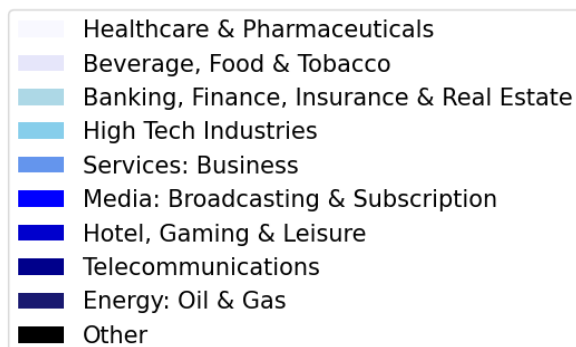 Healthcare & Pharmaceuticals
Beverage, Food & Tobacco
Banking, Finance, Insurance & Real Estate
High Tech Industries
Services: Business
Media: Broadcasting & Subscription
Hotel, Gaming & Leisure
Telecommunications
Energy: Oil & Gas
Other